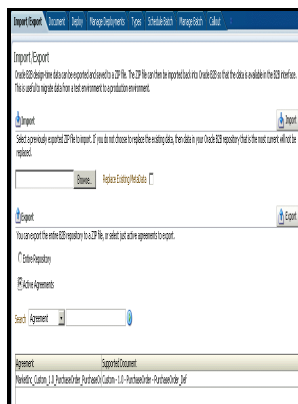 Import/Export Document Deploy Manage Deployments Types Schedule Batch Manage Batch Callout
Import/Export
Oracle B2B design-time data can be exported and saved to a ZIP file. The ZIP file can then be imported back into Oracle B2B so that the data is available in the B2B interface.
This is useful to migrate data from a test environment to a production environment.
Import Import
Select a previously exported ZIP file to import. If you do not choose to replace the existing data, then data in your Oracle B2B repository that is the most current will not be
replaced.
Browse... Replace Existing MetaData
Export Export
You can export the entire B2B repository to a ZIP file, or select just active agreements to export.
Entire Repository
Active Agreements
Search Agreement
Agreement Supported Document
MarketInc_Custom_1.0_PurchaseOrder_PurchaseO Custom - 1.0 - PurchaseOrder - PurchaseOrder_Def